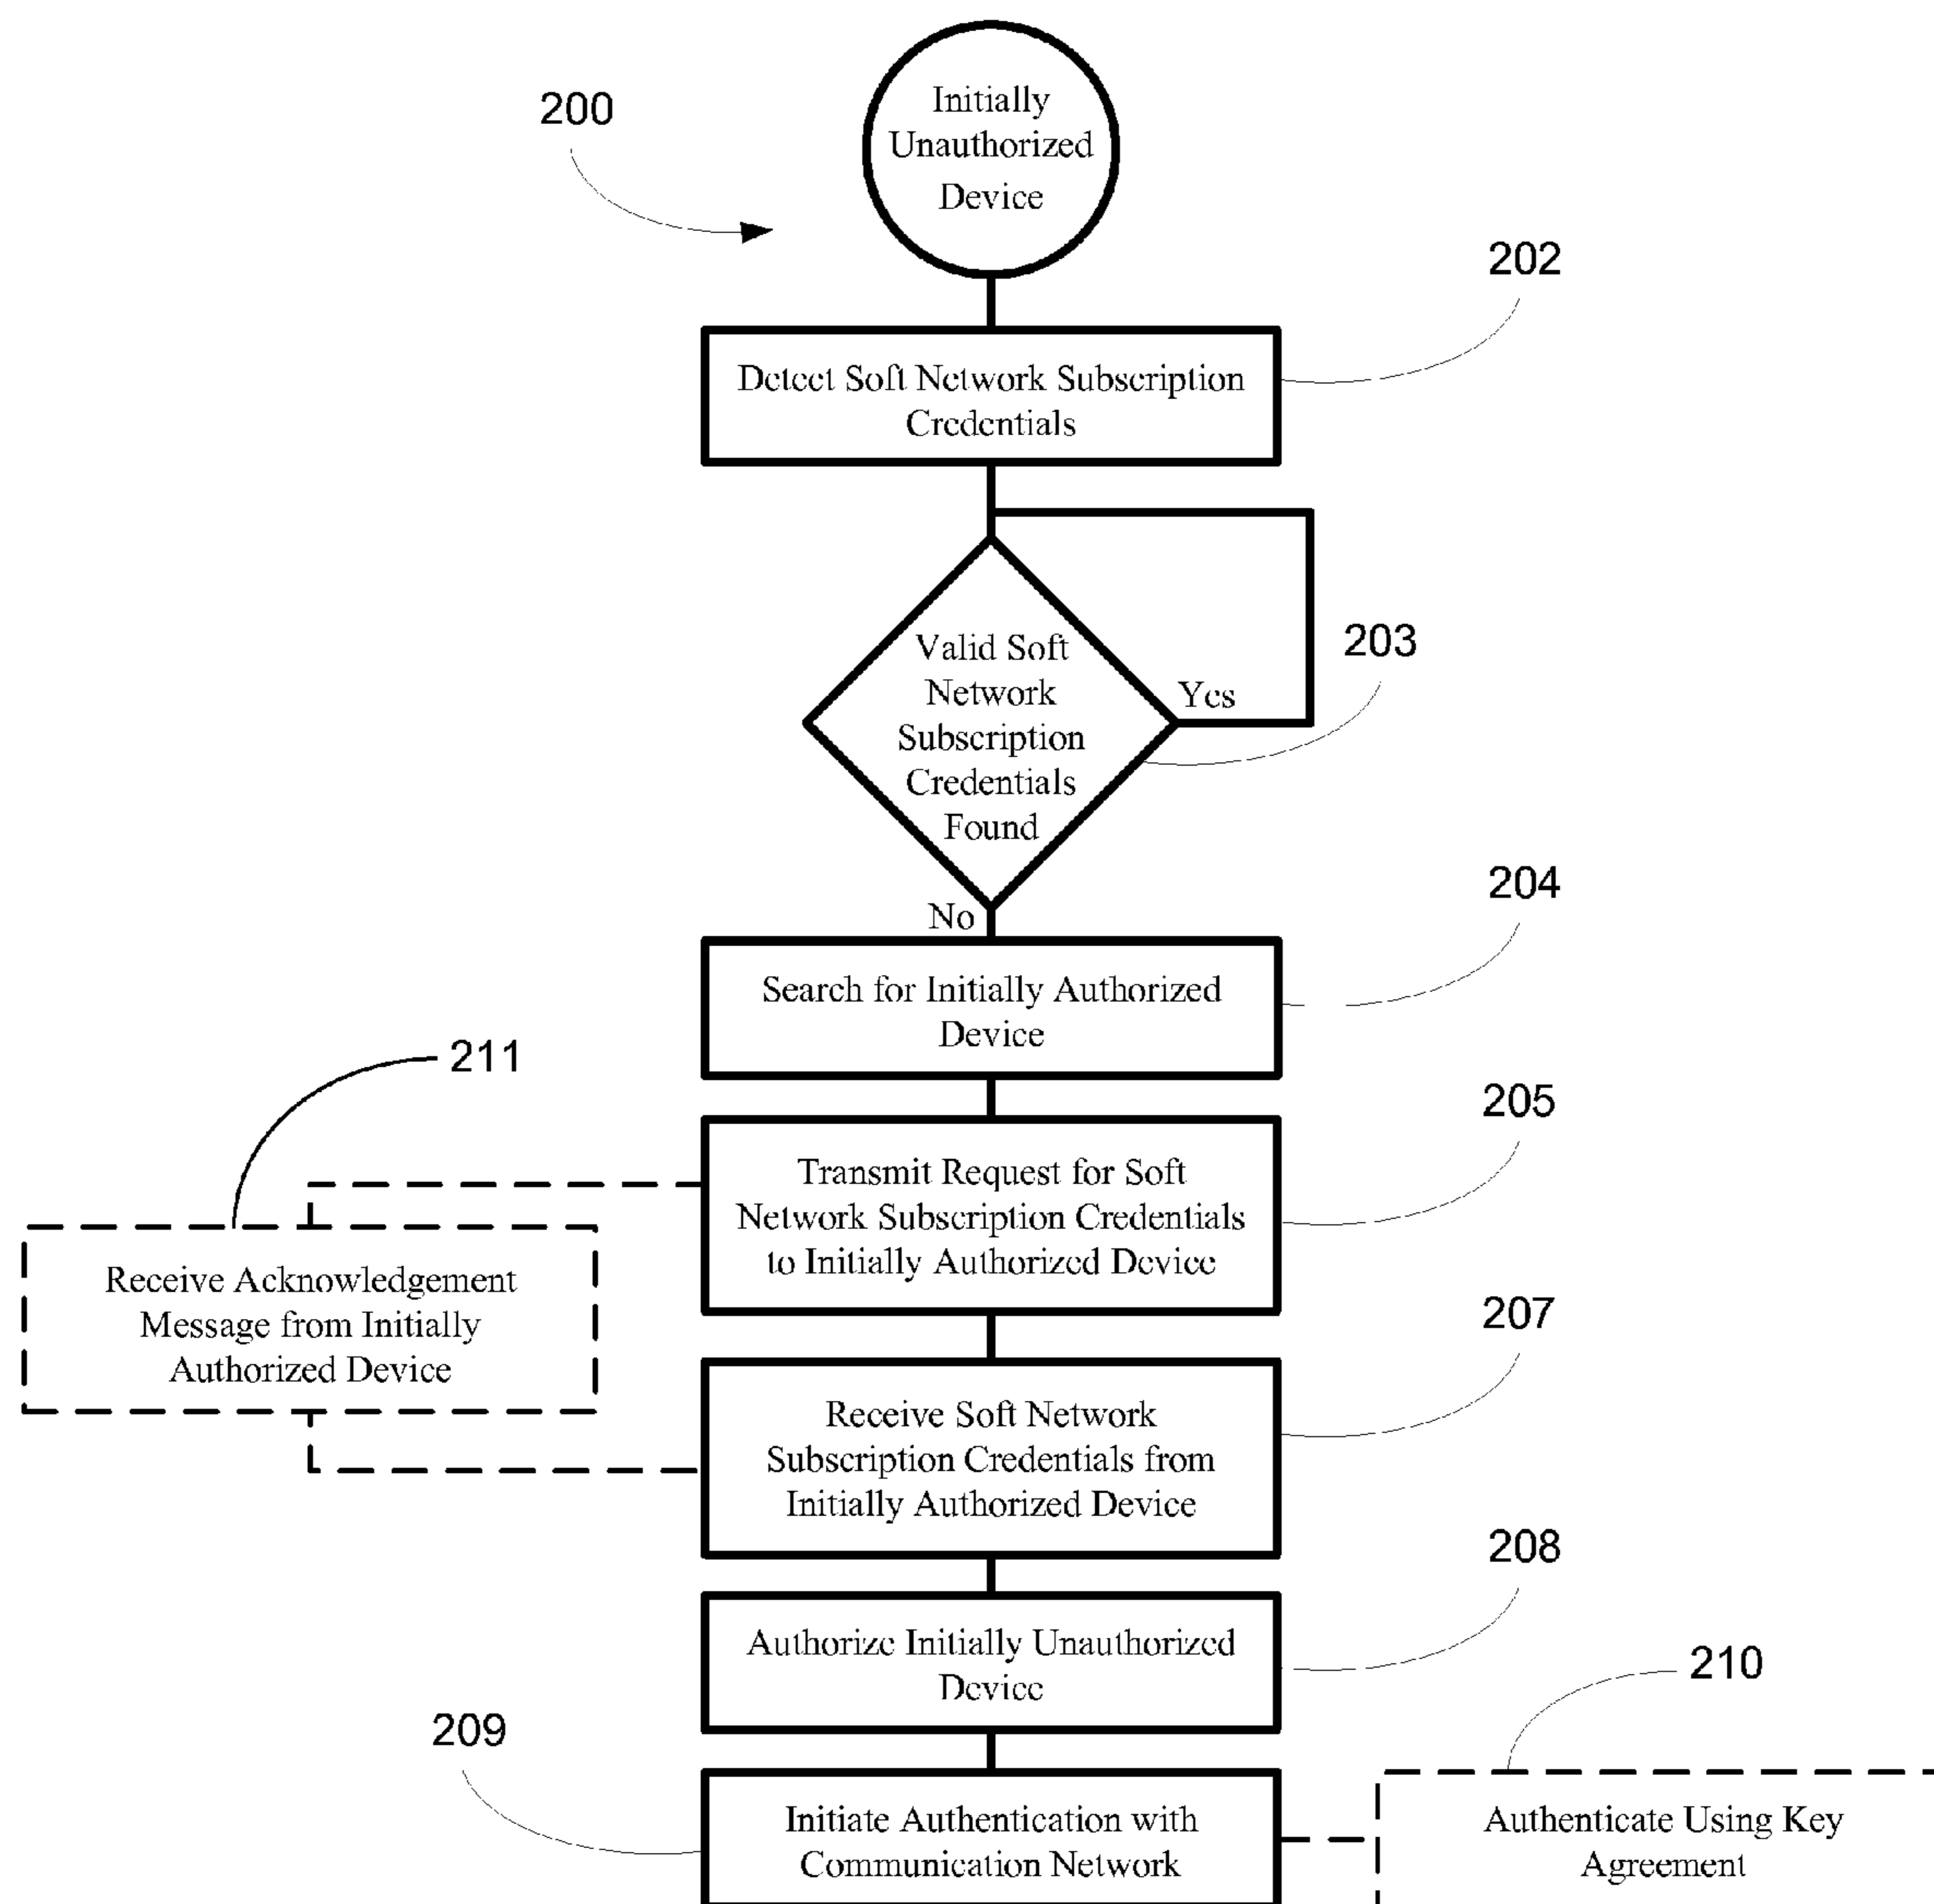 Initially
Unauthorized
Device
200
202
Detect Soft Network Subscription
Credentials
Valid Soft
Network
Subscription
Credentials
Found
Yes
203
No
204
Search for Initially Authorized
Device
211
205
Transmit Request for Soft
Network Subscription Credentials
to Initially Authorized Device
Receive Acknowledgement
Message from Initially
Authorized Device
207
Receive Soft Network
Subscription Credentials from
Initially Authorized Device
208
Authorize Initially Unauthorized
Device
210
209
Initiate Authentication with
Communication Network
Authenticate Using Key
Agreement